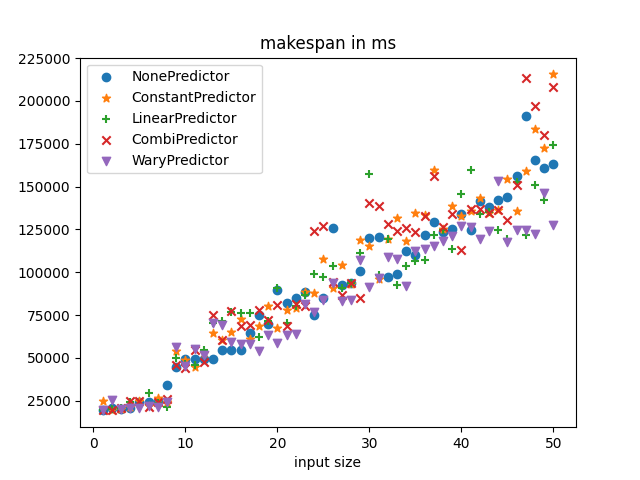 makespan in ms
225000
200000
175000
150000
125000
100000
75000
50000
25000
NonePredictor
ConstantPredictor
LinearPredictor
CombiPredictor
WaryPredictor
0 10 20 30 40 50
input size